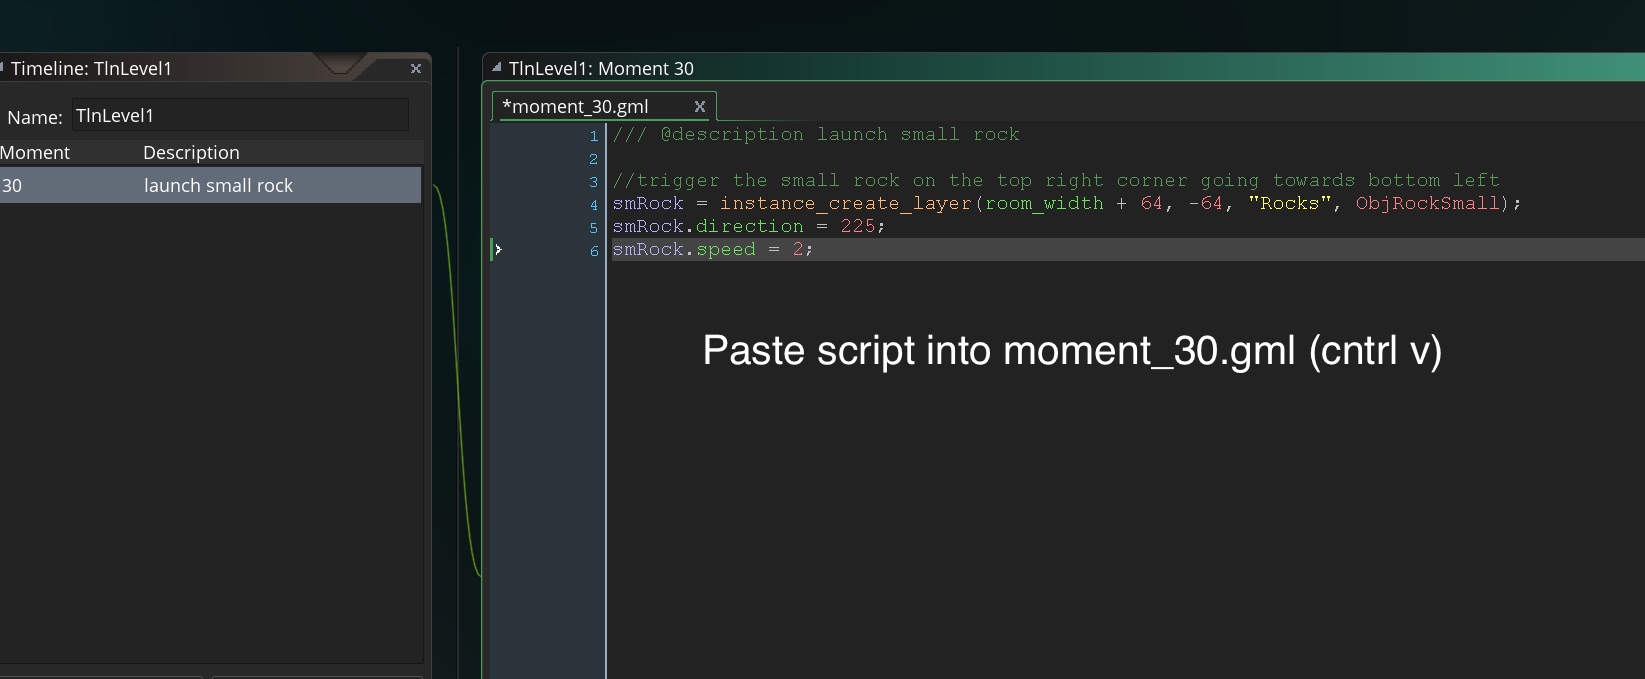 Timeline: TlnLevel1
x
Name: TlnLevel1
Moment Description
30 launch small rock
TlnLevel1: Moment 30
*moment_30.gml x
1 /// @description launch small rock
2
3 //trigger the small rock on the top right corner going towards bottom left
4 smRock = instance_create_layer(room_width + 64, -64, "Rocks", ObjRockSmall);
5 smRock.direction = 225;
6 smRock.speed = 2;
Paste script into moment_30.gml (cntrl v)